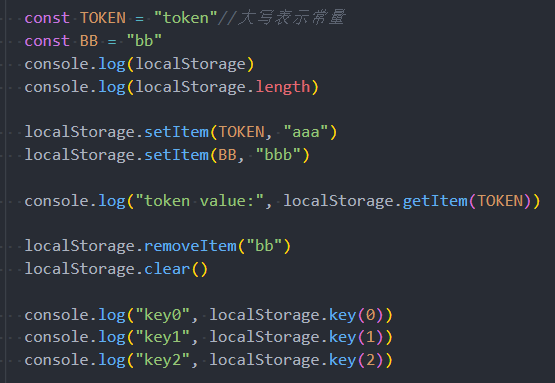 const TOKEN = "token"//大写表示常量
const BB = "bb"
console.log(localStorage)
console.log(localStorage.length)
localStorage.setItem(TOKEN, "aaa")
localStorage.setItem(BB, "bbb")
console.log("token value:", localStorage.getItem(TOKEN))
localStorage.removeItem("bb")
localStorage.clear()
console.log("key0", localStorage.key(0))
console.log("key1", localStorage.key(1))
console.log("key2", localStorage.key(2))